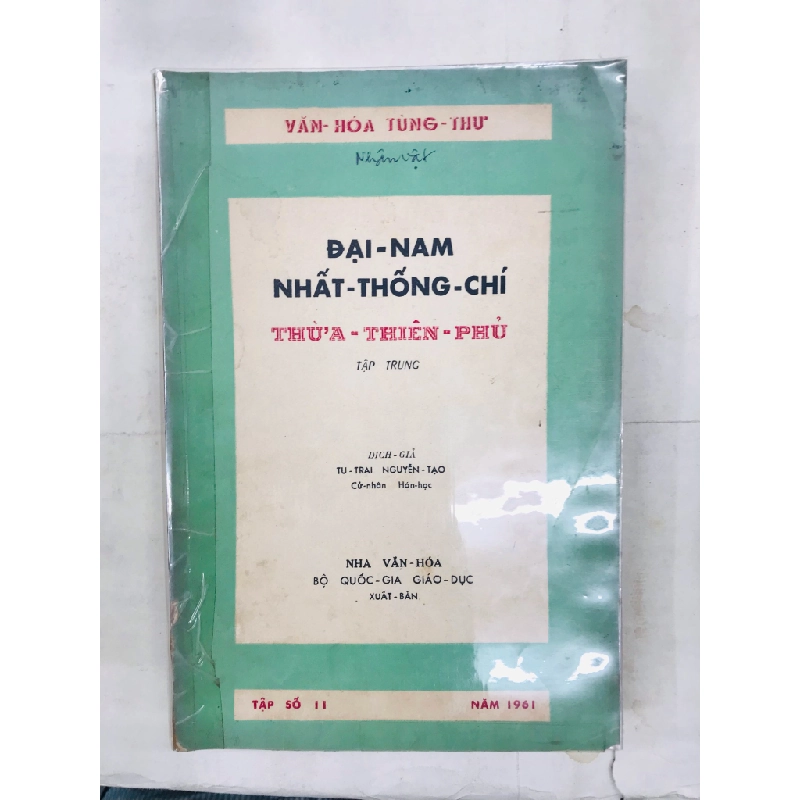 VĂN-HÓA TÙNG-THƯ
Nhân vật
ĐẠI-NAM
NHẤT-THỐNG-CHÍ
THỪA-THIÊN-PHỦ
TẬP TRUNG
DỊCH-GIẢ
TU-TRAI NGUYỄN-TẠO
Cử-nhân Hán-học
NHA VĂN-HÓA
BỘ QUỐC-GIA GIÁO-DỤC
XUẤT-BẢN
TẬP SỐ 11
NĂM 1961